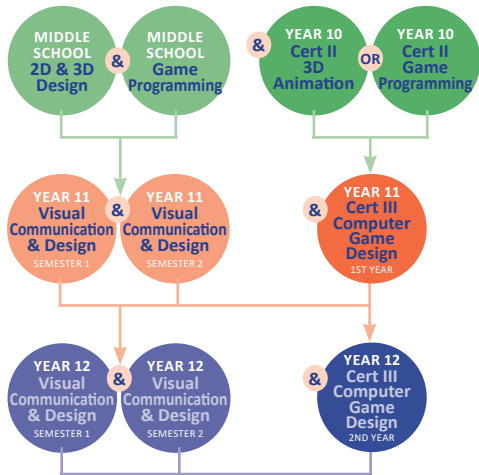 MIDDLE
SCHOOL
2D & 3D
Design
&
MIDDLE
SCHOOL
Game
Programming
&
YEAR 10
Cert II
3D
Animation
OR
YEAR 10
Cert II
Game
Programming
YEAR 11
Visual
Communication
& Design
SEMESTER 1
&
YEAR 11
Visual
Communication
& Design
SEMESTER 2
&
YEAR 11
Cert III
Computer
Game
Design
1ST YEAR
YEAR 12
Visual
Communication
& Design
SEMESTER 1
&
YEAR 12
Visual
Communication
& Design
SEMESTER 2
&
YEAR 12
Cert III
Computer
Game
Design
2ND YEAR